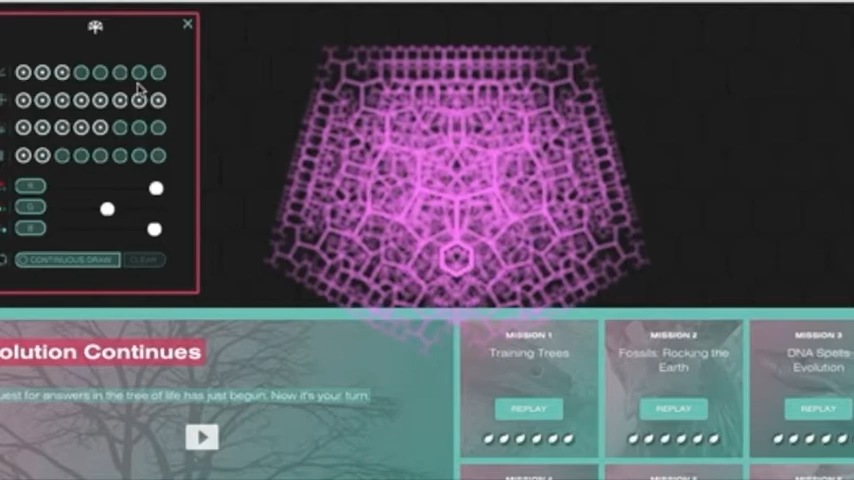 R
G
B
CONTINUOUS DRAW
CLEAR
olution Continues
uest for answers in the tree of life has just begun. Now it's your turn.
MISSION 1
Training Trees
REPLAY
MISSION 2
Fossils: Rocking the
Earth
REPLAY
MISSION 3
DNA Spells
Evolution
REPLAY